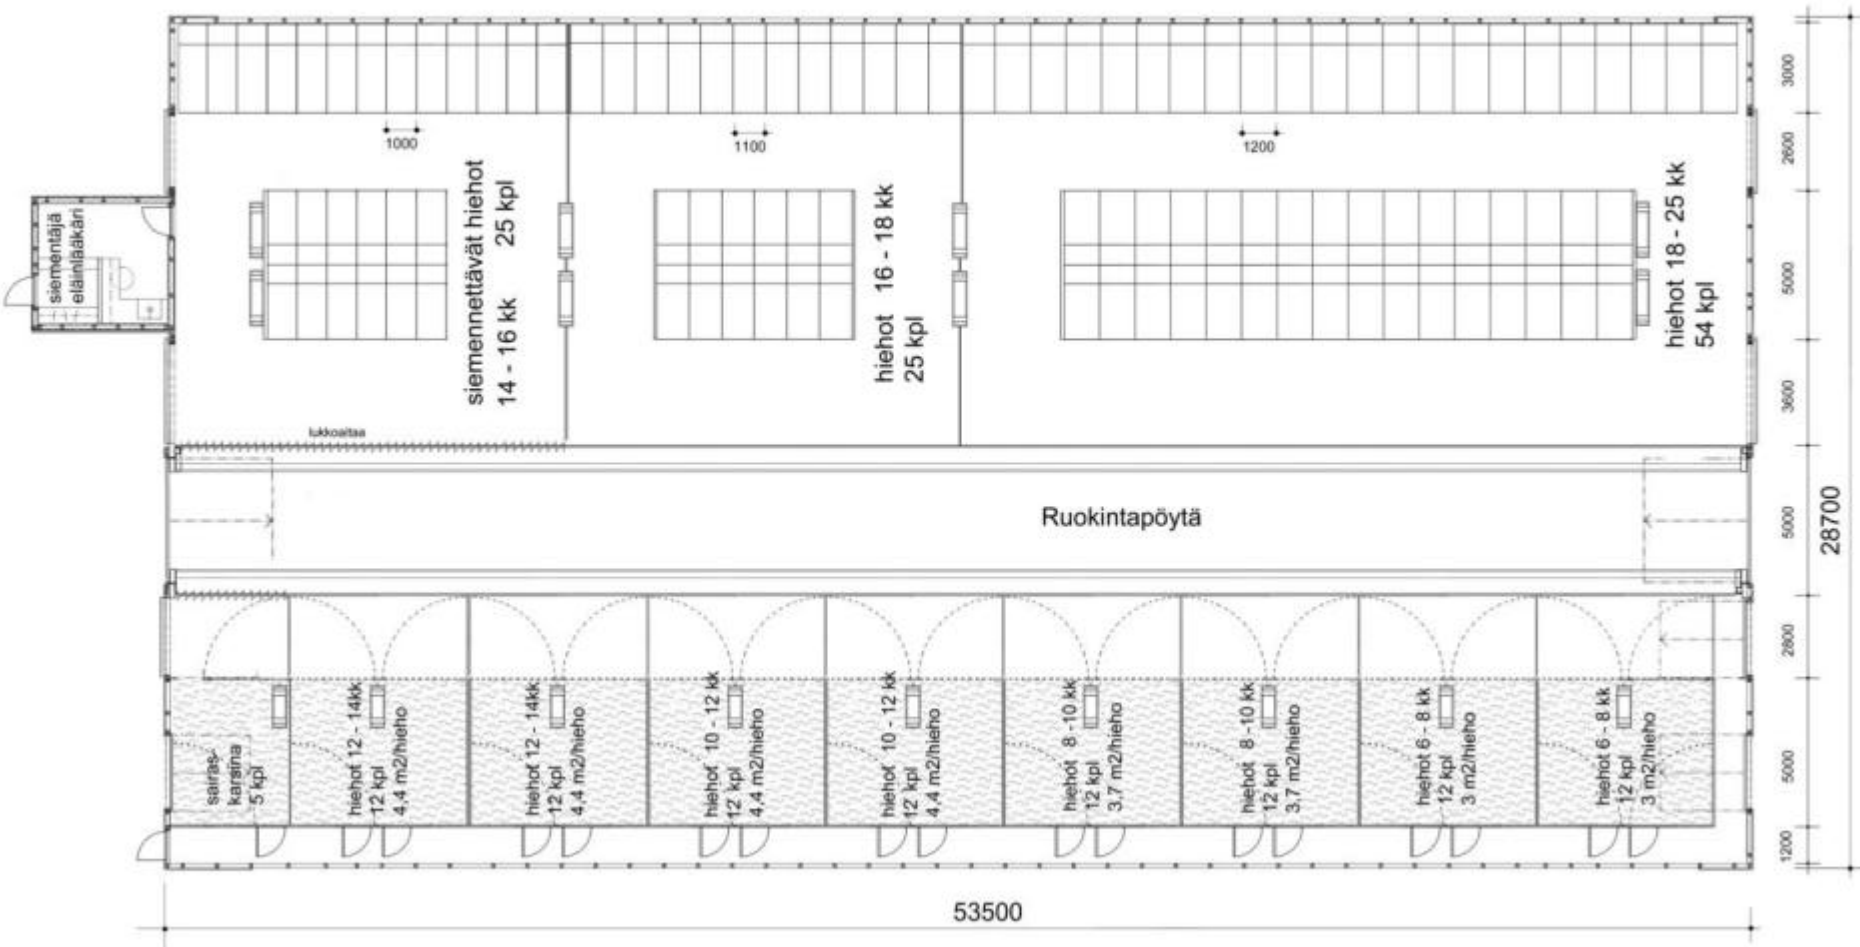 1000
1100
1200
siemennettävät hiehot
14 - 16 kk 25 kpl
hiehot 16 - 18 kk
25 kpl
hiehot 18 - 25 kk
54 kpl
siementäjä
eläinlääkäri
lukkoaitaa
Ruokintapöytä
sairas-
karsina
5 kpl
hiehot 12 - 14kk
12 kpl
4,4 m2/hieho
hiehot 12 - 14kk
12 kpl
4,4 m2/hieho
hiehot 10 - 12 kk
12 kpl
4,4 m2/hieho
hiehot 10 - 12 kk
12 kpl
4,4 m2/hieho
hiehot 8 - 10 kk
12 kpl
3,7 m2/hieho
hiehot 8 - 10 kk
12 kpl
3,7 m2/hieho
hiehot 6 - 8 kk
12 kpl
3 m2/hieho
hiehot 6 - 8 kk
12 kpl
3 m2/hieho
3000
2600
5000
3600
5000
2800
5000
1200
28700
53500